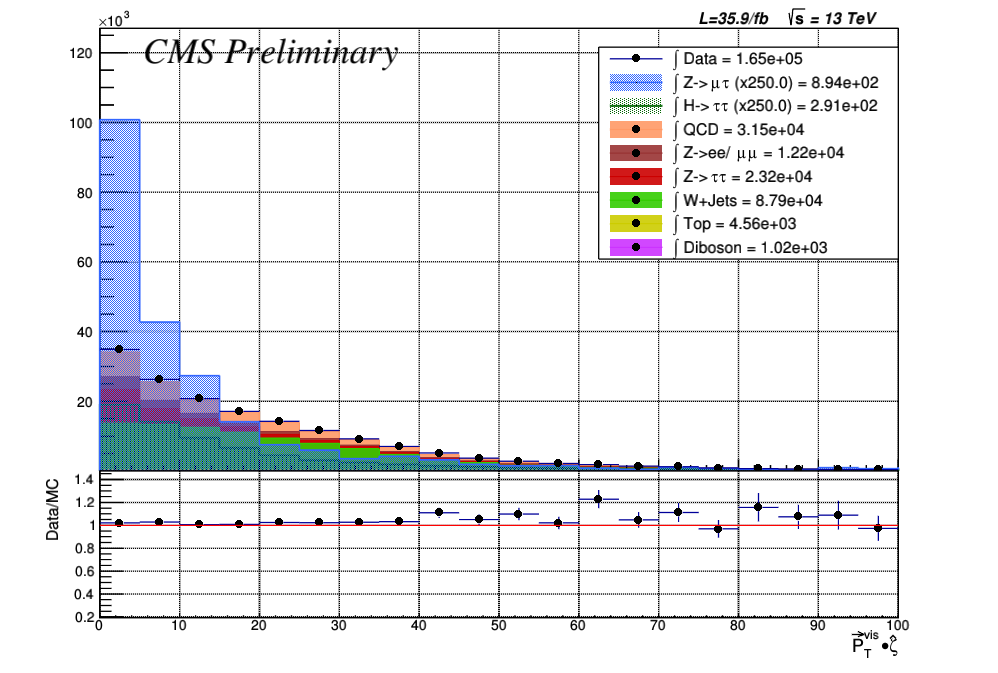 ×10³ L=35.9/fb √s = 13 TeV
CMS Preliminary
120
100
80
60
40
20
∫ Data = 1.65e+05
∫ Z-> μτ (x250.0) = 8.94e+02
∫ H-> ττ (x250.0) = 2.91e+02
∫ QCD = 3.15e+04
∫ Z->ee/ μμ = 1.22e+04
∫ Z-> ττ = 2.32e+04
∫ W+Jets = 8.79e+04
∫ Top = 4.56e+03
∫ Diboson = 1.02e+03
Data/MC
1.4
1.2
1
0.8
0.6
0.4
0.2
0 10 20 30 40 50 60 70 80 90 100
P⃗_T^vis •ζ̂